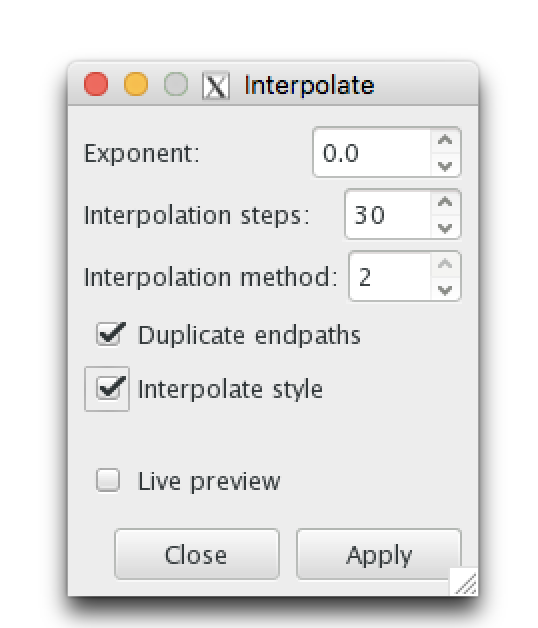 Interpolate
Exponent: 0.0
Interpolation steps: 30
Interpolation method: 2
Duplicate endpaths
Interpolate style
Live preview
Close Apply